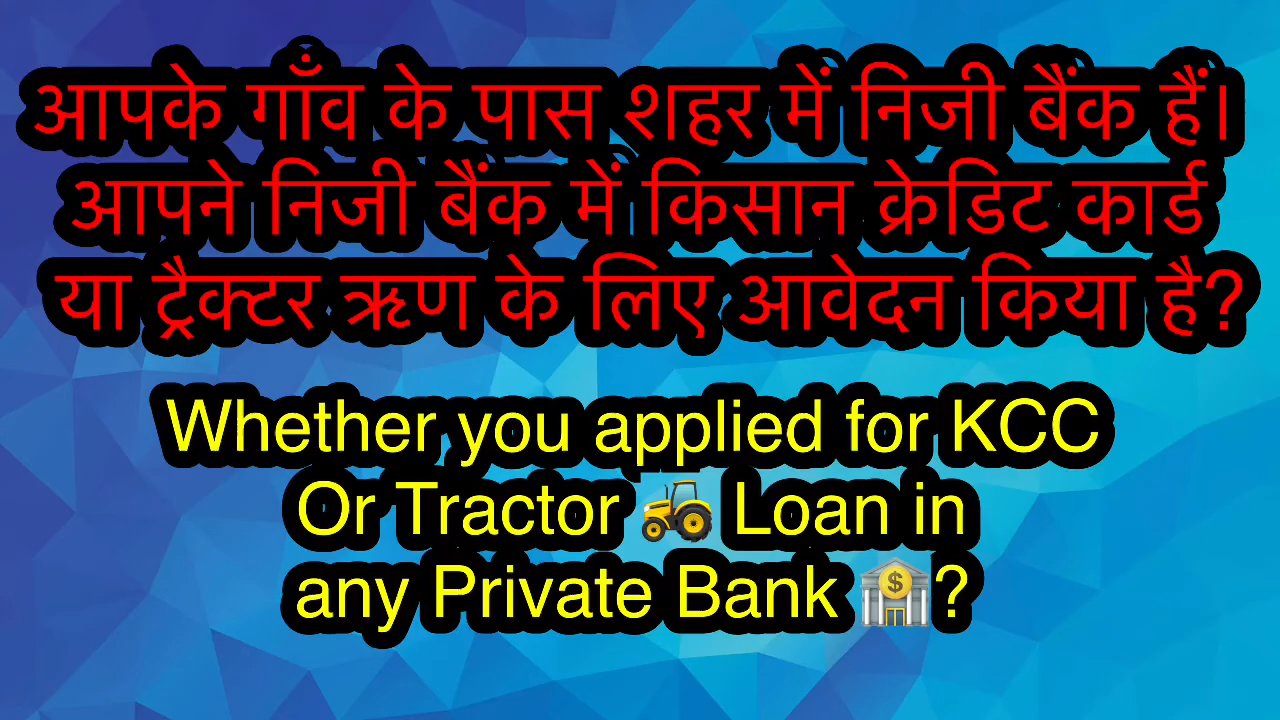 आपके गाँव के पास शहर में निजी बैंक हैं।
आपने निजी बैंक में किसान क्रेडिट कार्ड
या ट्रैक्टर ऋण के लिए आवेदन किया है?
Whether you applied for KCC
Or Tractor 🚜 Loan in
any Private Bank 🏦?